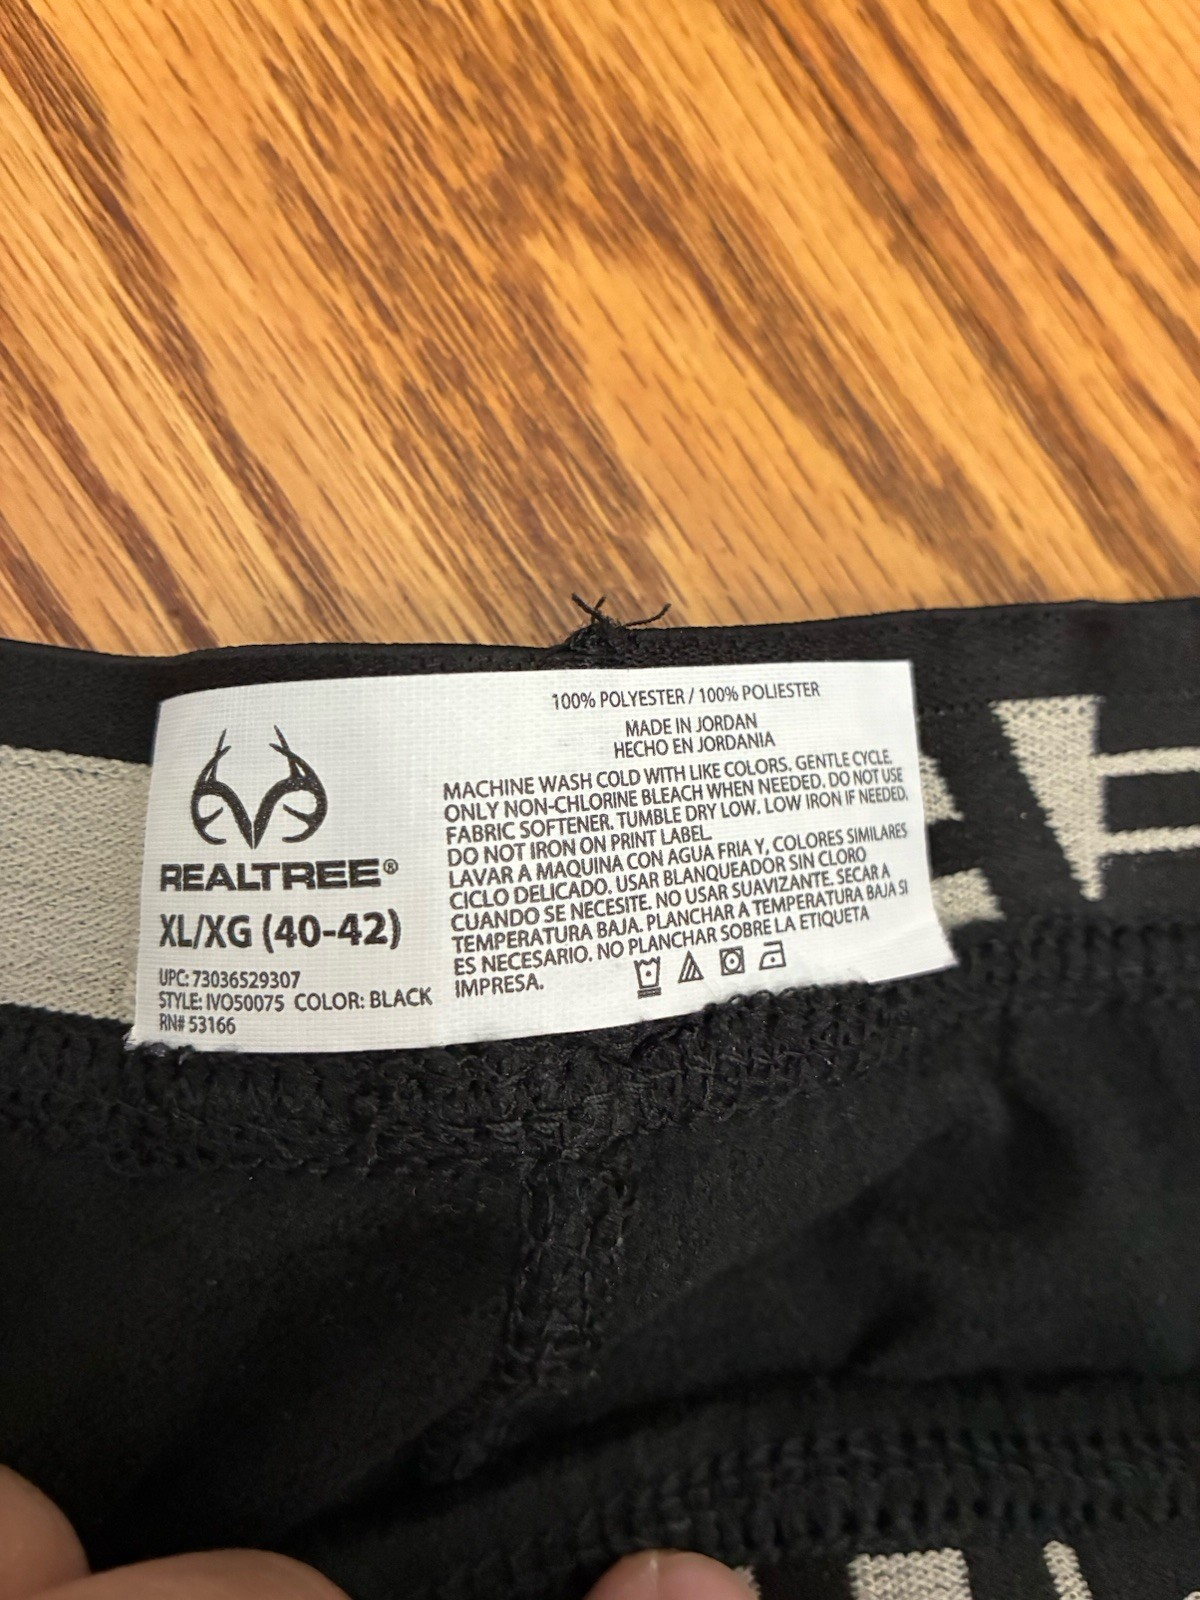 100% POLYESTER / 100% POLIESTER
MADE IN JORDAN
HECHO EN JORDANIA
MACHINE WASH COLD WITH LIKE COLORS. GENTLE CYCLE.
ONLY NON-CHLORINE BLEACH WHEN NEEDED. DO NOT USE
FABRIC SOFTENER. TUMBLE DRY LOW. LOW IRON IF NEEDED.
DO NOT IRON ON PRINT LABEL.
LAVAR A MAQUINA CON AGUA FRIA Y, COLORES SIMILARES
CICLO DELICADO. USAR BLANQUEADOR SIN CLORO
CUANDO SE NECESITE. NO USAR SUAVIZANTE. SECAR A
TEMPERATURA BAJA. PLANCHAR A TEMPERATURA BAJA SI
ES NECESARIO. NO PLANCHAR SOBRE LA ETIQUETA
IMPRESA.
REALTREE®
XL/XG (40-42)
UPC: 73036529307
STYLE: IVO50075 COLOR: BLACK
RN# 53166